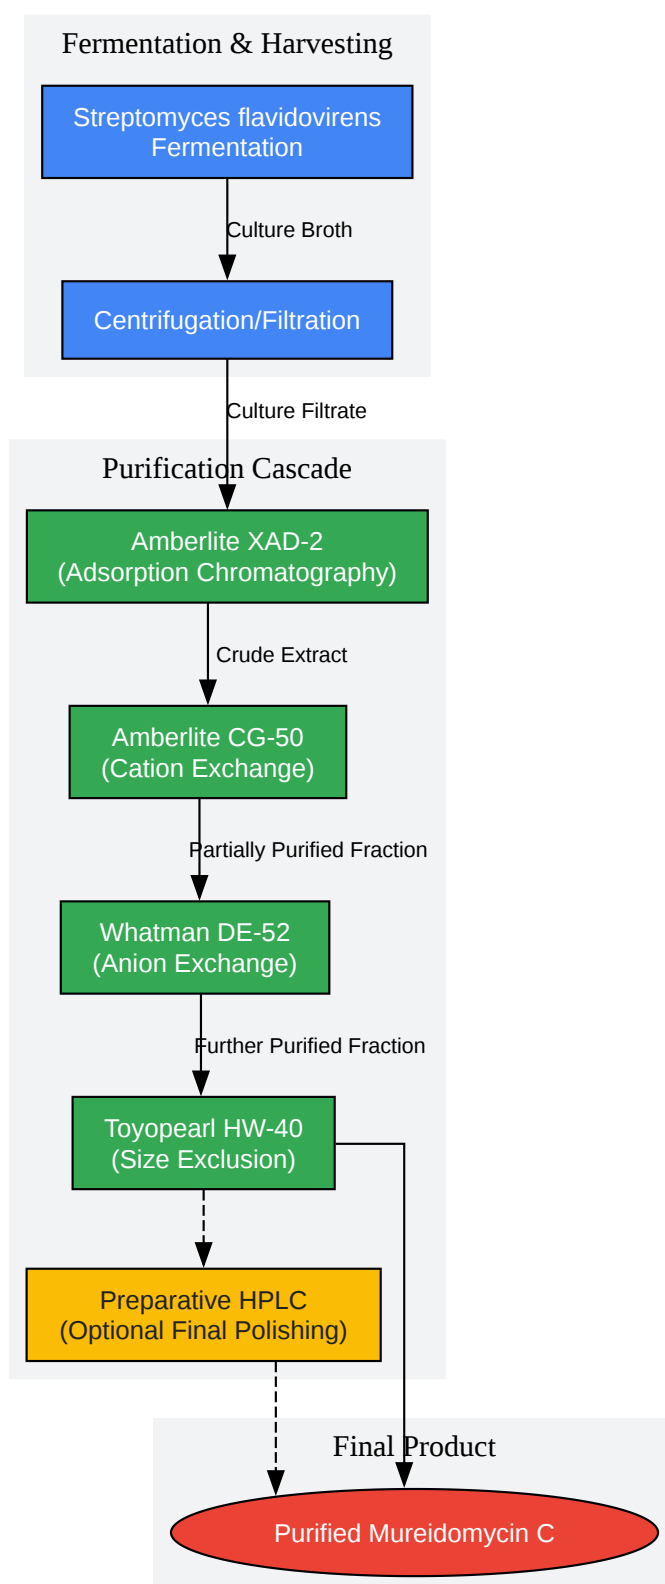 Fermentation & Harvesting
Streptomyces flavidovirens
Fermentation
Culture Broth
Centrifugation/Filtration
Culture Filtrate
Purification Cascade
Amberlite XAD-2
(Adsorption Chromatography)
Crude Extract
Amberlite CG-50
(Cation Exchange)
Partially Purified Fraction
Whatman DE-52
(Anion Exchange)
Further Purified Fraction
Toyopearl HW-40
(Size Exclusion)
Preparative HPLC
(Optional Final Polishing)
Final Product
Purified Mureidomycin C